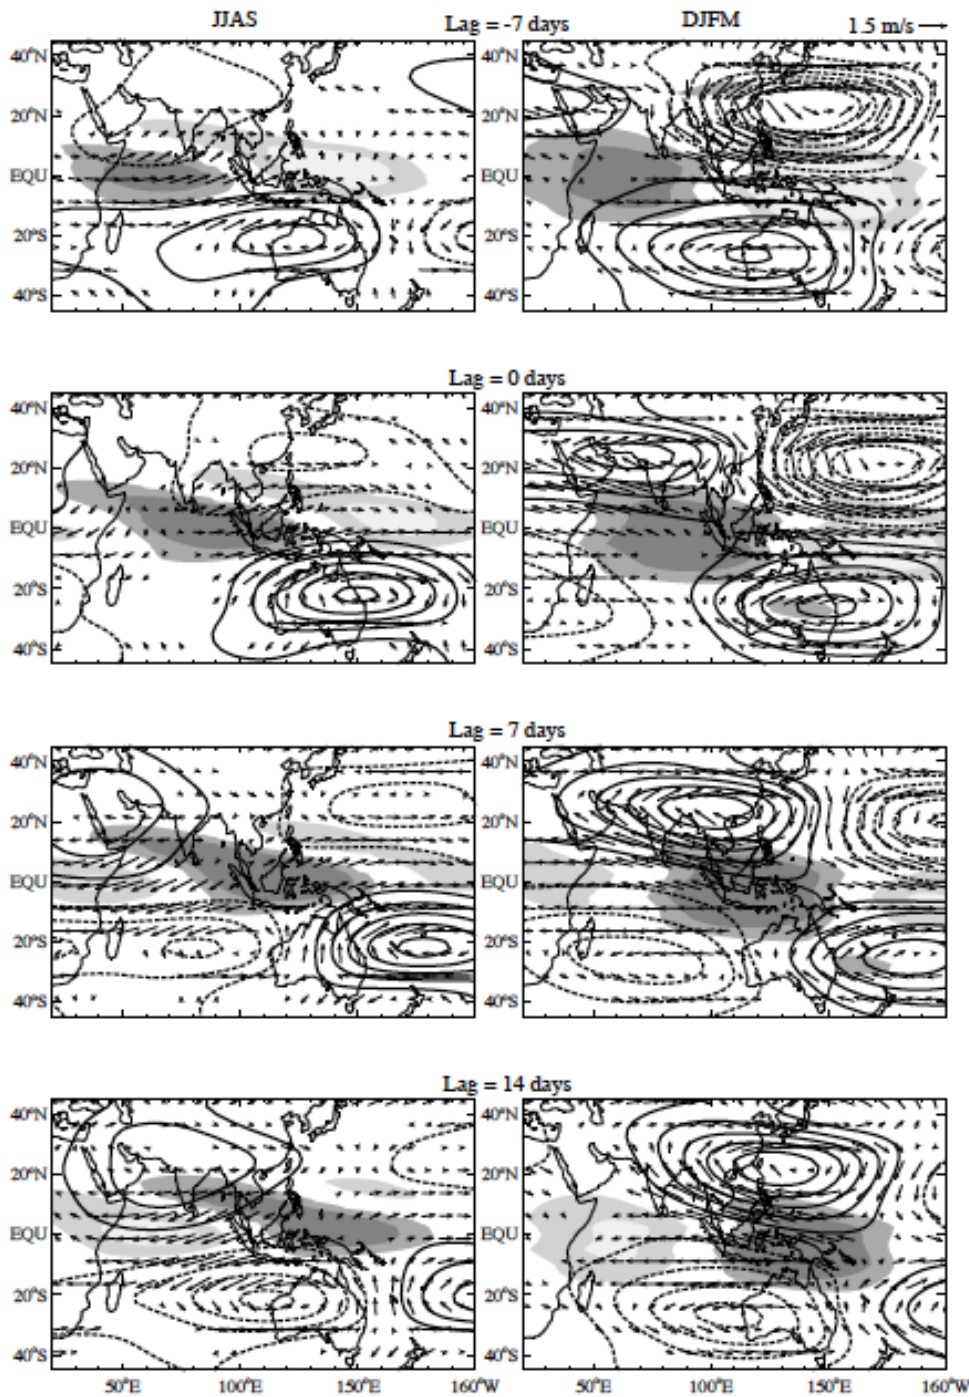 JJAS Lag = -7 days DJFM 1.5 m/s
40°N 40°N
20°N 20°N
EQU EQU
20°S 20°S
40°S 40°S
Lag = 0 days
40°N 40°N
20°N 20°N
EQU EQU
20°S 20°S
40°S 40°S
Lag = 7 days
40°N 40°N
20°N 20°N
EQU EQU
20°S 20°S
40°S 40°S
Lag = 14 days
40°N 40°N
20°N 20°N
EQU EQU
20°S 20°S
40°S 40°S
50°E 100°E 150°E 160°W 50°E 100°E 150°E 160°W